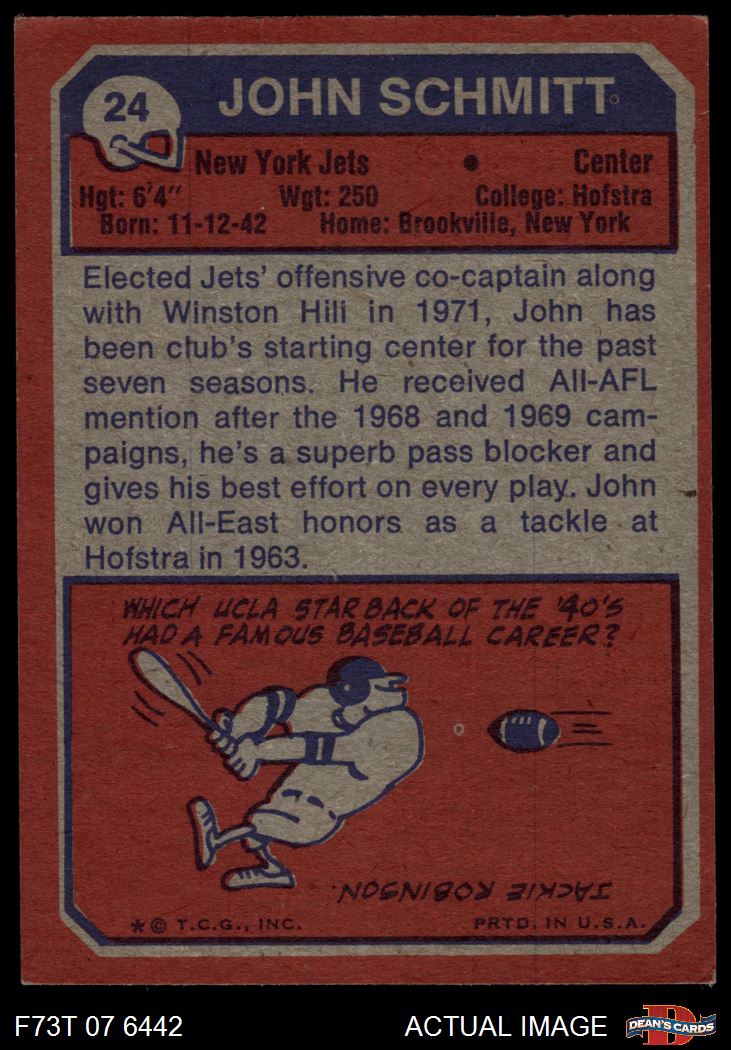 24
JOHN SCHMITT
New York Jets • Center
Hgt: 6'4" Wgt: 250 College: Hofstra
Born: 11-12-42 Home: Brookville, New York
Elected Jets' offensive co-captain along
with Winston Hill in 1971, John has
been club's starting center for the past
seven seasons. He received All-AFL
mention after the 1968 and 1969 cam-
paigns, he's a superb pass blocker and
gives his best effort on every play. John
won All-East honors as a tackle at
Hofstra in 1963.
WHICH UCLA STAR BACK OF THE '40'S
HAD A FAMOUS BASEBALL CAREER?
JACKIE ROBINSON.
*© T.C.G., INC. PRTD. IN U.S.A.
F73T 07 6442 ACTUAL IMAGE DEAN'S CARDS